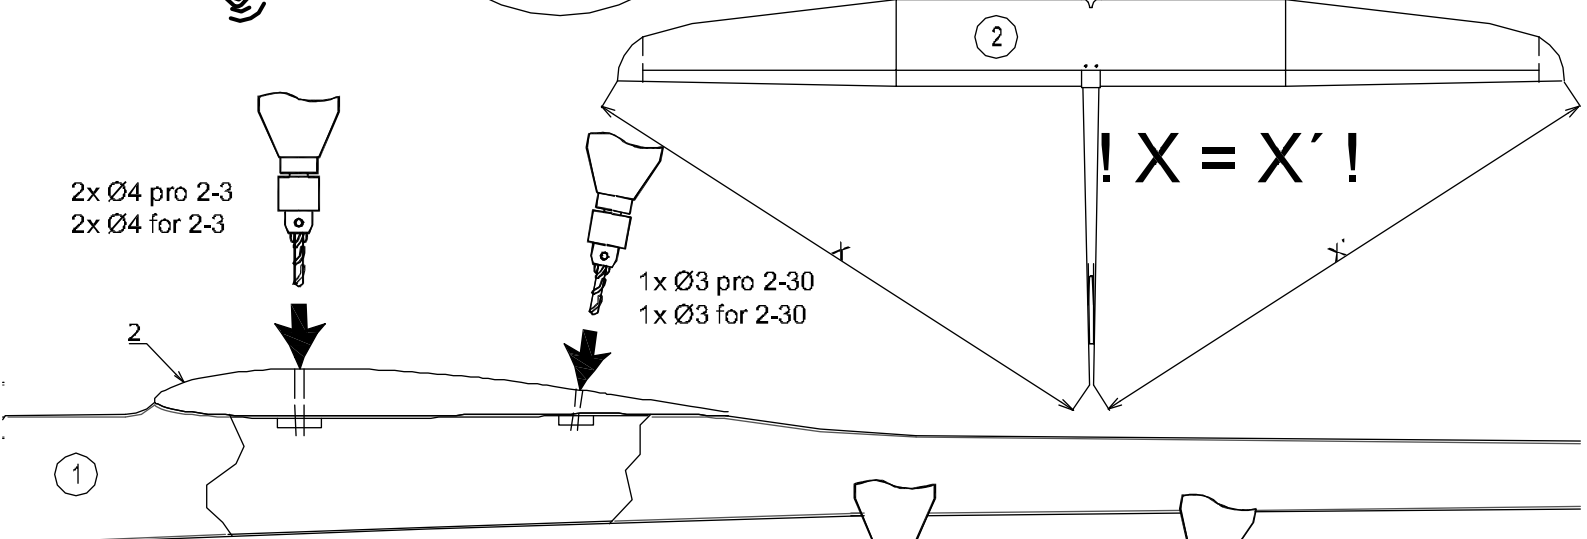 2
! X = X´ !
2x Ø4 pro 2-3
2x Ø4 for 2-3
X
X'
1x Ø3 pro 2-30
1x Ø3 for 2-30
2
1